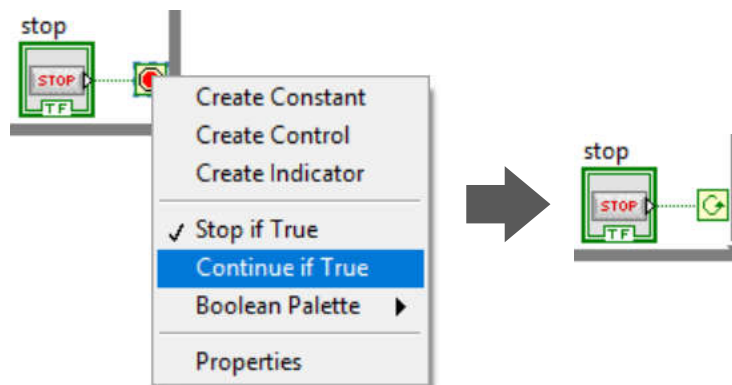 stop
STOP
TF
Create Constant
Create Control
Create Indicator
✓ Stop if True
Continue if True
Boolean Palette
Properties
stop
STOP
TF